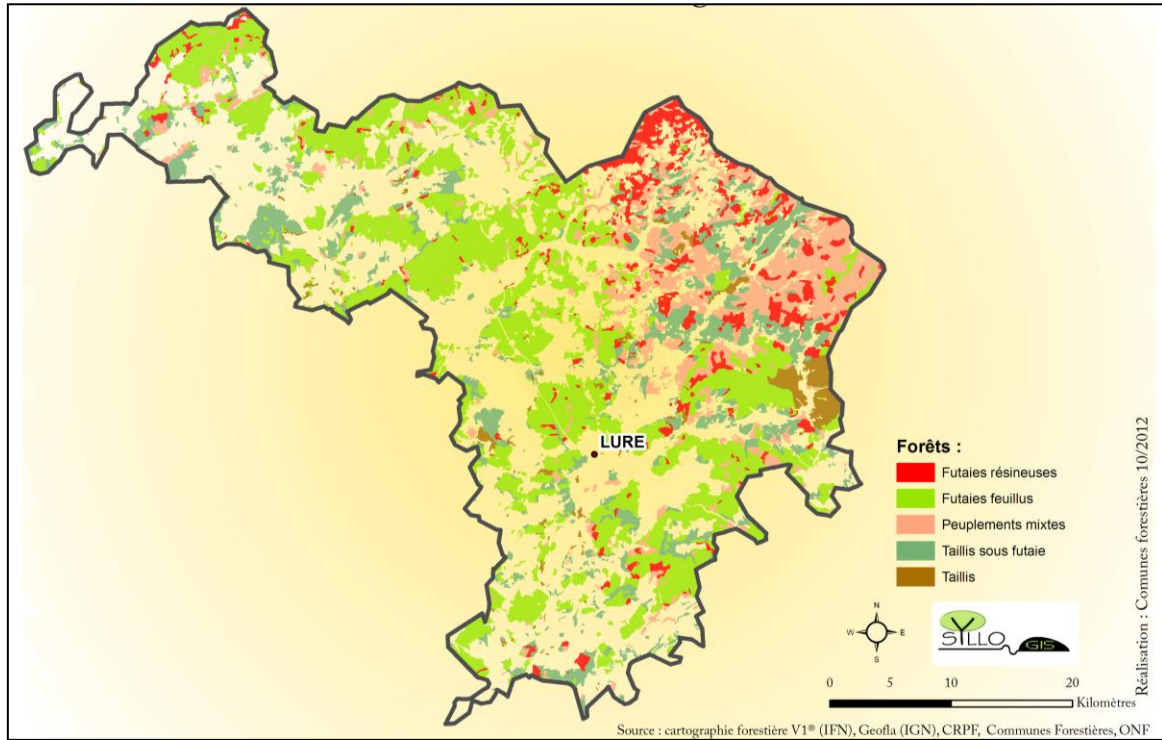 LURE
Forêts :
Futaies résineuses
Futaies feuillus
Peuplements mixtes
Taillis sous futaie
Taillis
N
W E
S
SYLLO GIS
0 5 10 20
Kilomètres
Réalisation : Communes forestières 10/2012
Source : cartographie forestière V1® (IFN), Geofla (IGN), CRPF, Communes Forestières, ONF